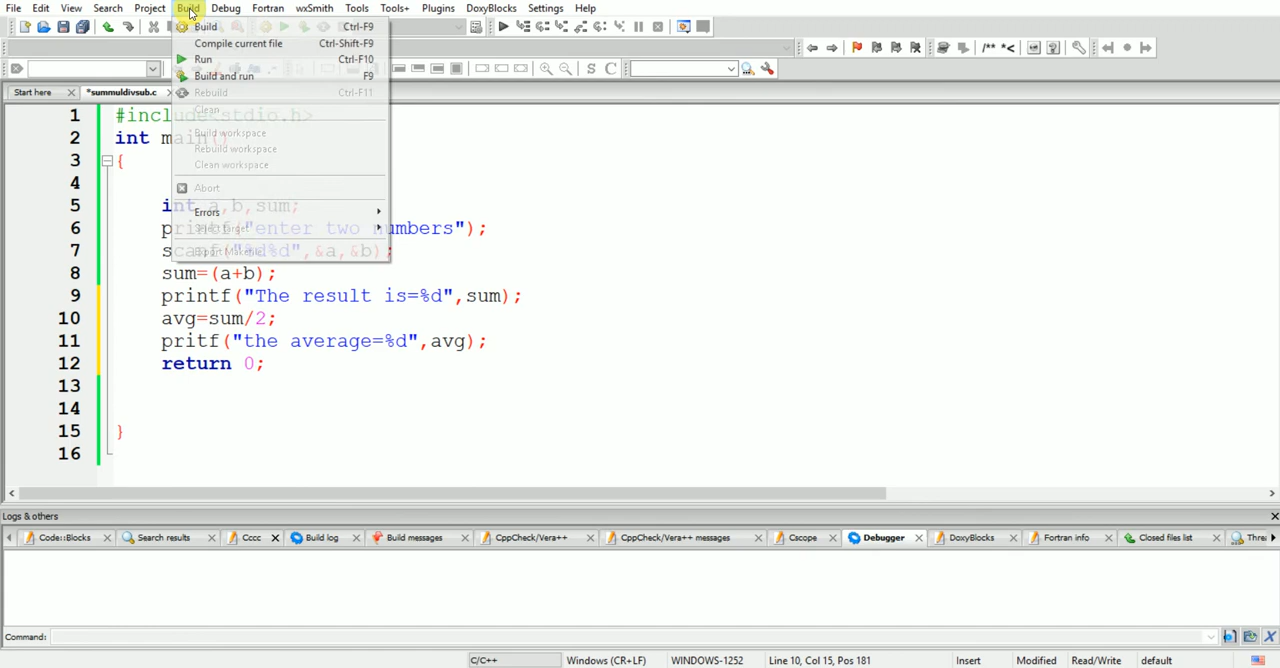 File Edit View Search Project Build Debug Fortran wxSmith Tools Tools+ Plugins DoxyBlocks Settings Help
Build Ctrl-F9
Compile current file Ctrl-Shift-F9
Run Ctrl-F10
Build and run F9
Rebuild Ctrl-F11
Clean
Build workspace
Rebuild workspace
Clean workspace
Abort
Errors
Select target
Export Makefile
/** *<
S C
Start here *summuldivsub.c
1 #include<stdio.h>
2 int main()
3 {
4
5 int a,b,sum;
6 printf("enter two numbers");
7 scanf("%d%d",&a,&b);
8 sum=(a+b);
9 printf("The result is=%d",sum);
10 avg=sum/2;
11 pritf("the average=%d",avg);
12 return 0;
13
14
15 }
16
Logs & others
Code::Blocks Search results Cccc Build log Build messages CppCheck/Vera++ CppCheck/Vera++ messages Cscope Debugger DoxyBlocks Fortran info Closed files list Threa
Command:
C/C++ Windows (CR+LF) WINDOWS-1252 Line 10, Col 15, Pos 181 Insert Modified Read/Write default